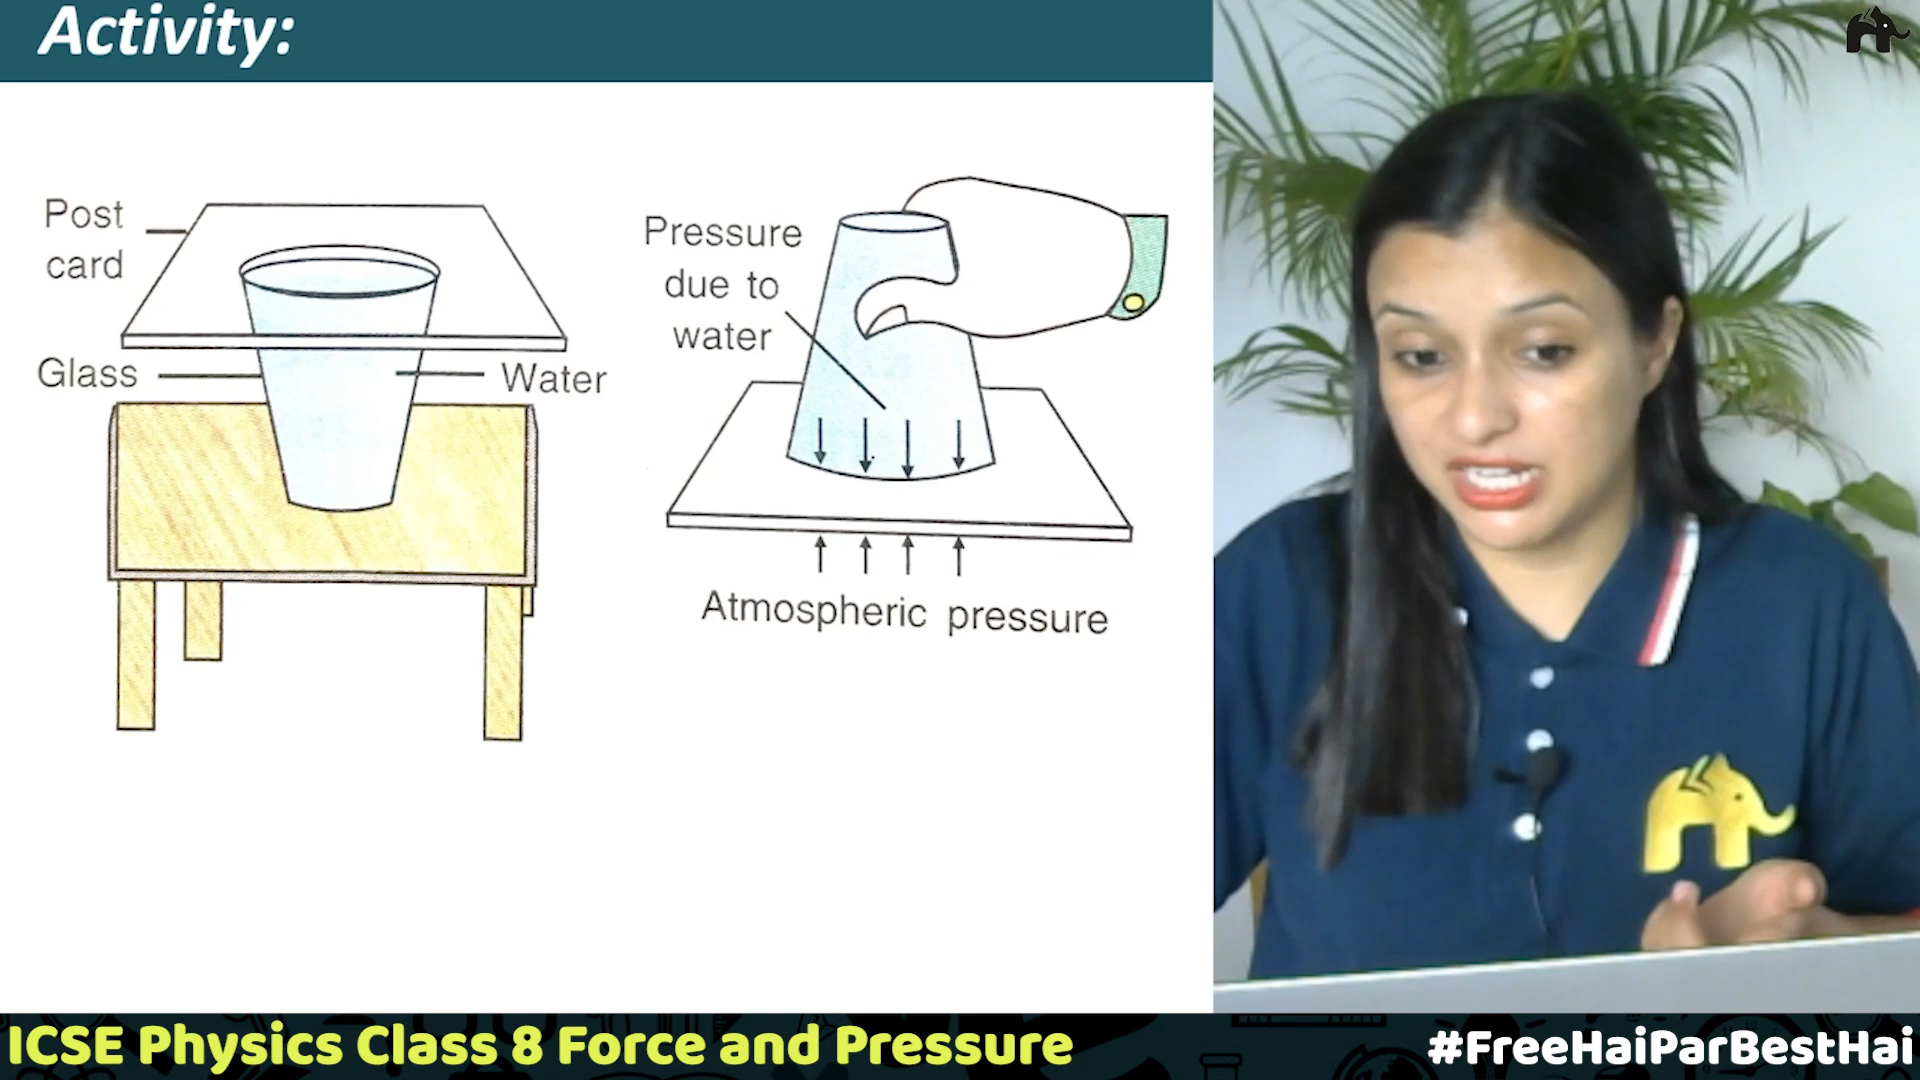 Activity:
Post
card
Glass
Water
Pressure
due to
water
Atmospheric pressure
ICSE Physics Class 8 Force and Pressure
#FreeHaiParBestHai